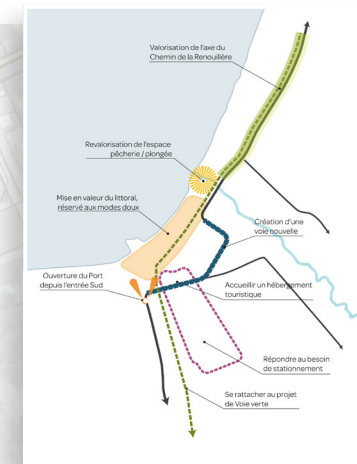 Valorisation de l'axe du
Chemin de la Renouillère
Revalorisation de l'espace
pêcherie / plongée
Mise en valeur du littoral,
réservé aux modes doux
Création d'une
voie nouvelle
Ouverture du Port
depuis l'entrée Sud
Accueillir un hébergement
touristique
Répondre au besoin
de stationnement
Se rattacher au projet
de Voie verte